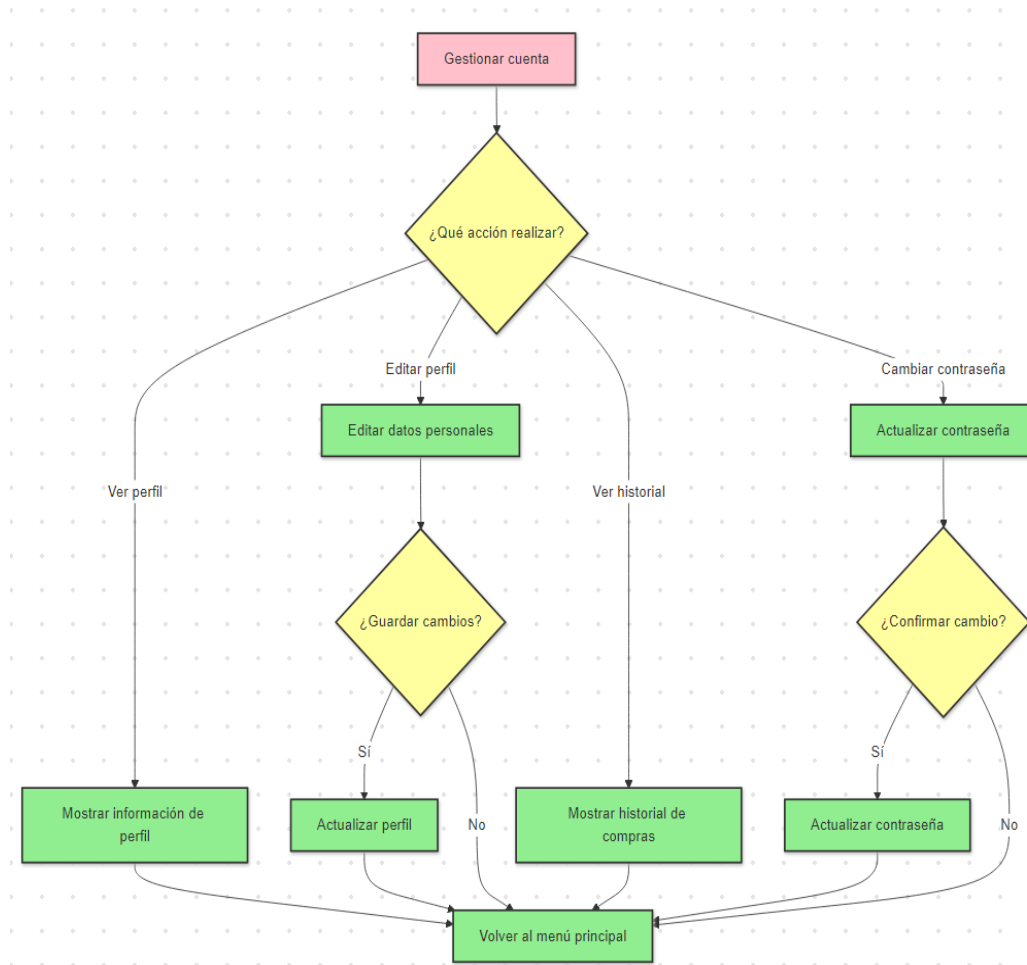 Gestionar cuenta
¿Qué acción realizar?
Editar perfil
Cambiar contraseña
Editar datos personales
Actualizar contraseña
Ver perfil
Ver historial
¿Guardar cambios?
¿Confirmar cambio?
Sí
Sí
Mostrar información de
perfil
Actualizar perfil
No
Mostrar historial de
compras
Actualizar contraseña
No
Volver al menú principal